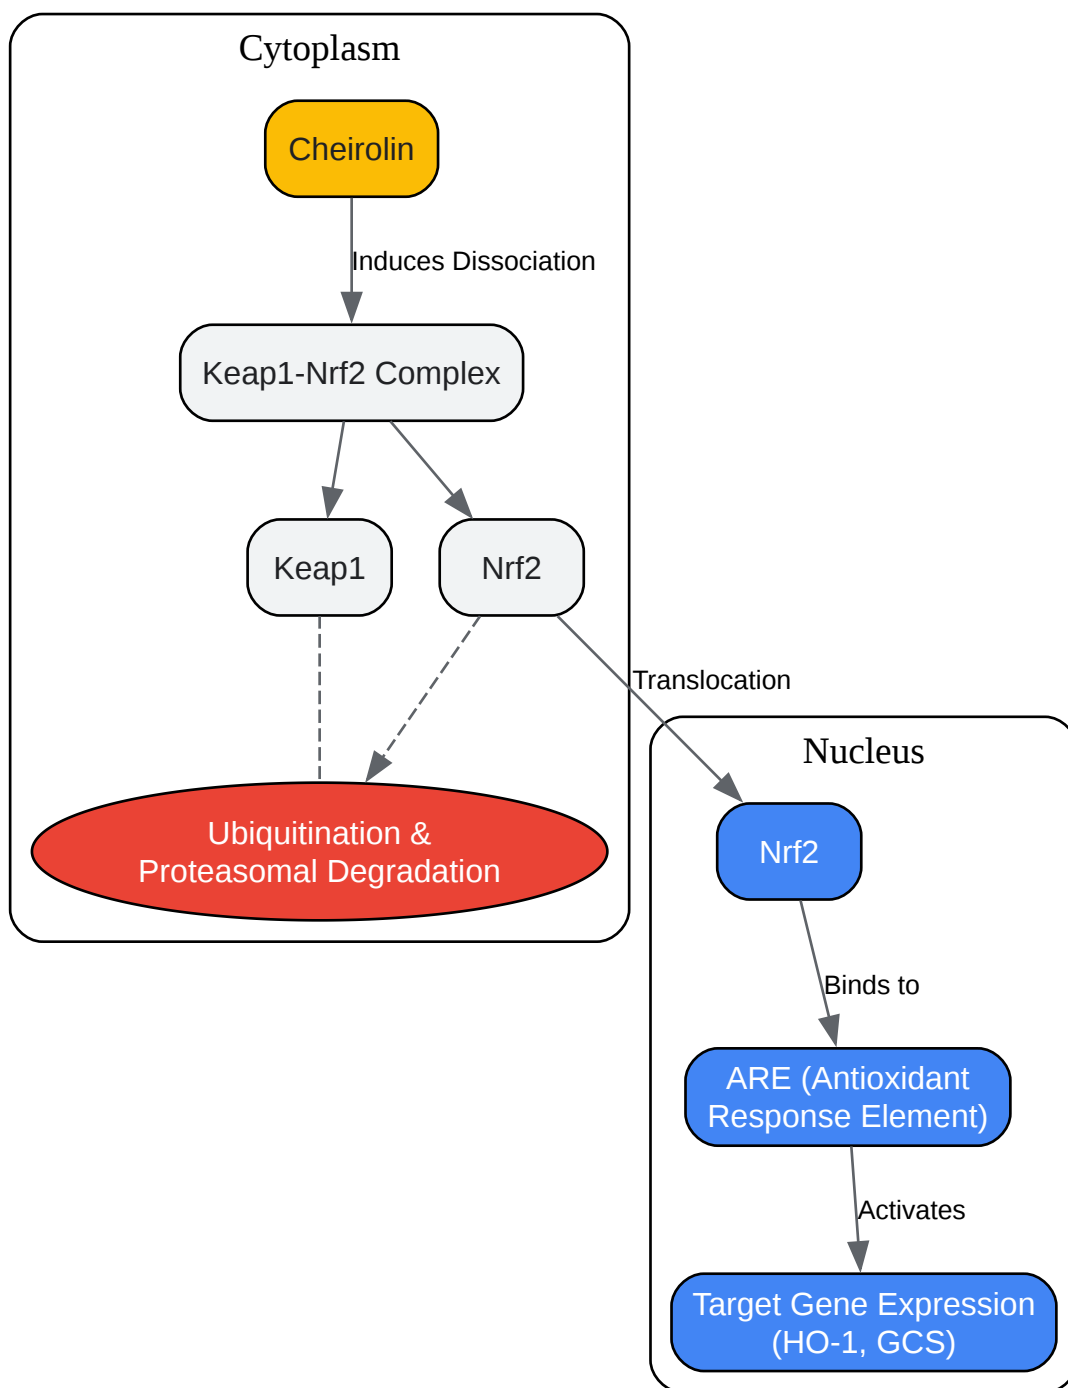 Cytoplasm
Cheirolin
Induces Dissociation
Keap1-Nrf2 Complex
Keap1
Nrf2
Translocation
Ubiquitination &
Proteasomal Degradation
Nucleus
Nrf2
Binds to
ARE (Antioxidant
Response Element)
Activates
Target Gene Expression
(HO-1, GCS)